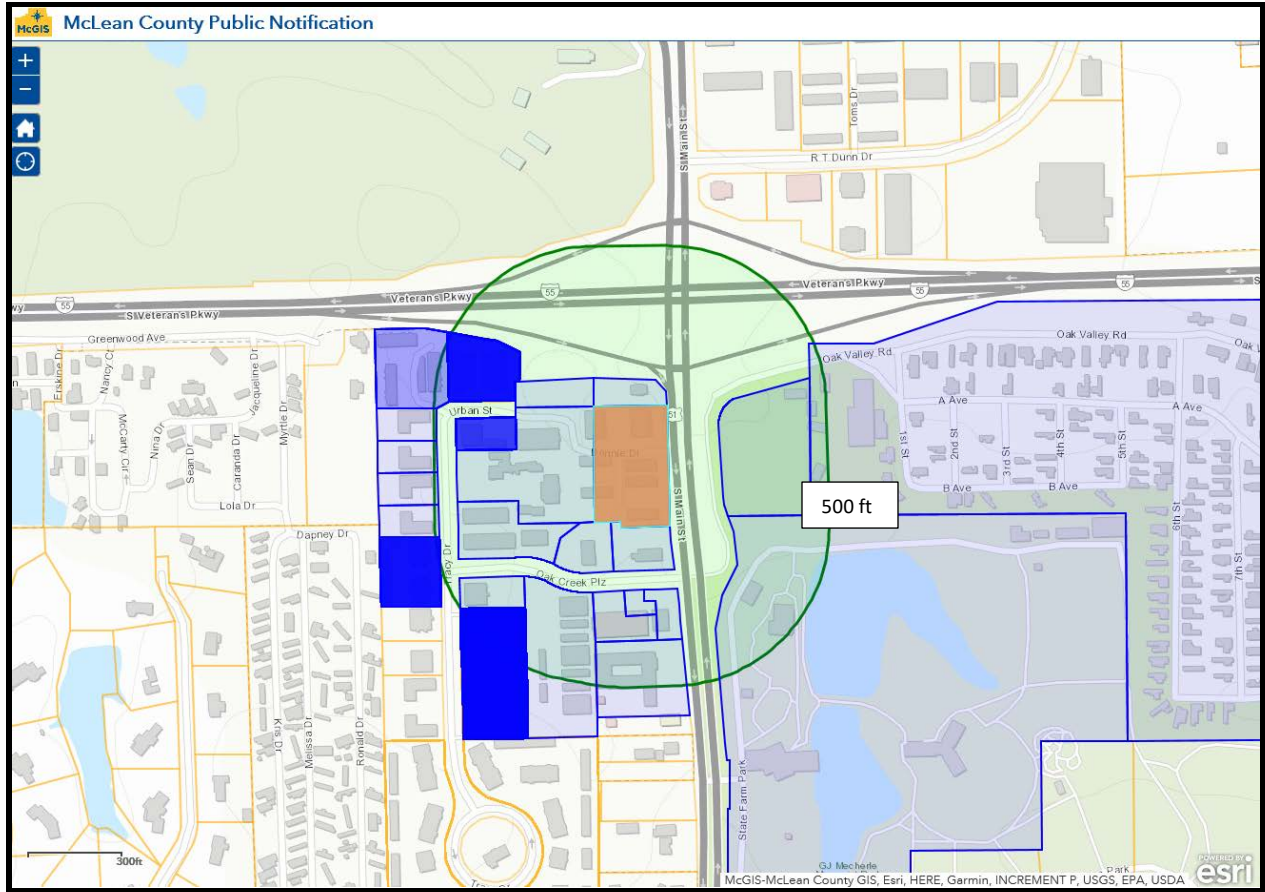 McGIS
McLean County Public Notification
+
−
Toms Dr
S Main St
R T Dunn Dr
Veterans Pkwy
55
Veterans Pkwy
55
55
55
S Veterans Pkwy
Greenwood Ave
Oak Valley Rd
Oak Valley Rd
Erskine Dr
Nancy Ct
Jacqueline Dr
Myrtle Dr
McCarty Cir
Nina Dr
Sean Dr
Caranda Dr
Lola Dr
Urban St
51
A Ave
A Ave
1st St
2nd St
3rd St
4th St
5th St
6th St
7th St
B Ave
B Ave
500 ft
S Main St
Dapney Dr
Tracy Dr
Oak Creek Plz
Kris Dr
Melissa Dr
Ronald Dr
State Farm Park
GJ Mecherle
Park
300ft
McGIS-McLean County GIS, Esri, HERE, Garmin, INCREMENT P, USGS, EPA, USDA
POWERED BY
esri